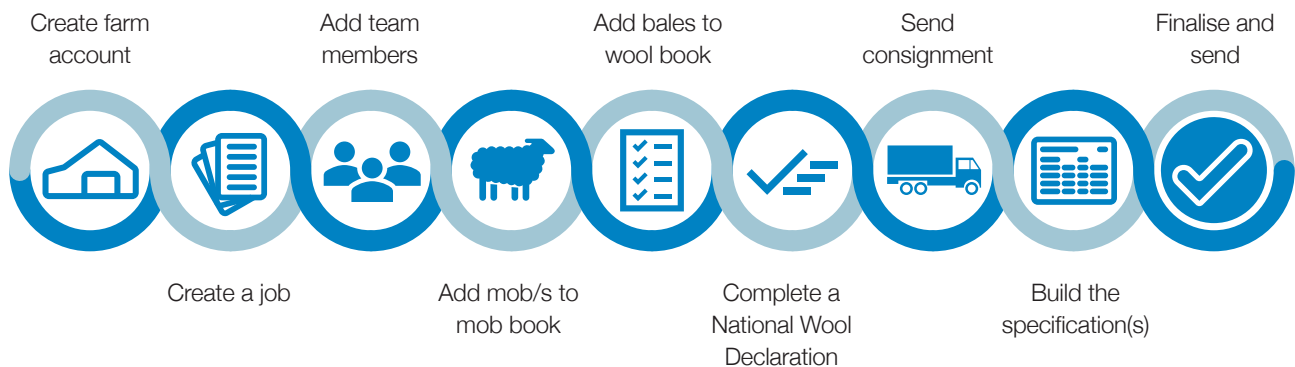 Create farm
account
Create a job
Add team
members
Add mob/s to
mob book
Add bales to
wool book
Complete a
National Wool
Declaration
Send
consignment
Build the
specification(s)
Finalise and
send